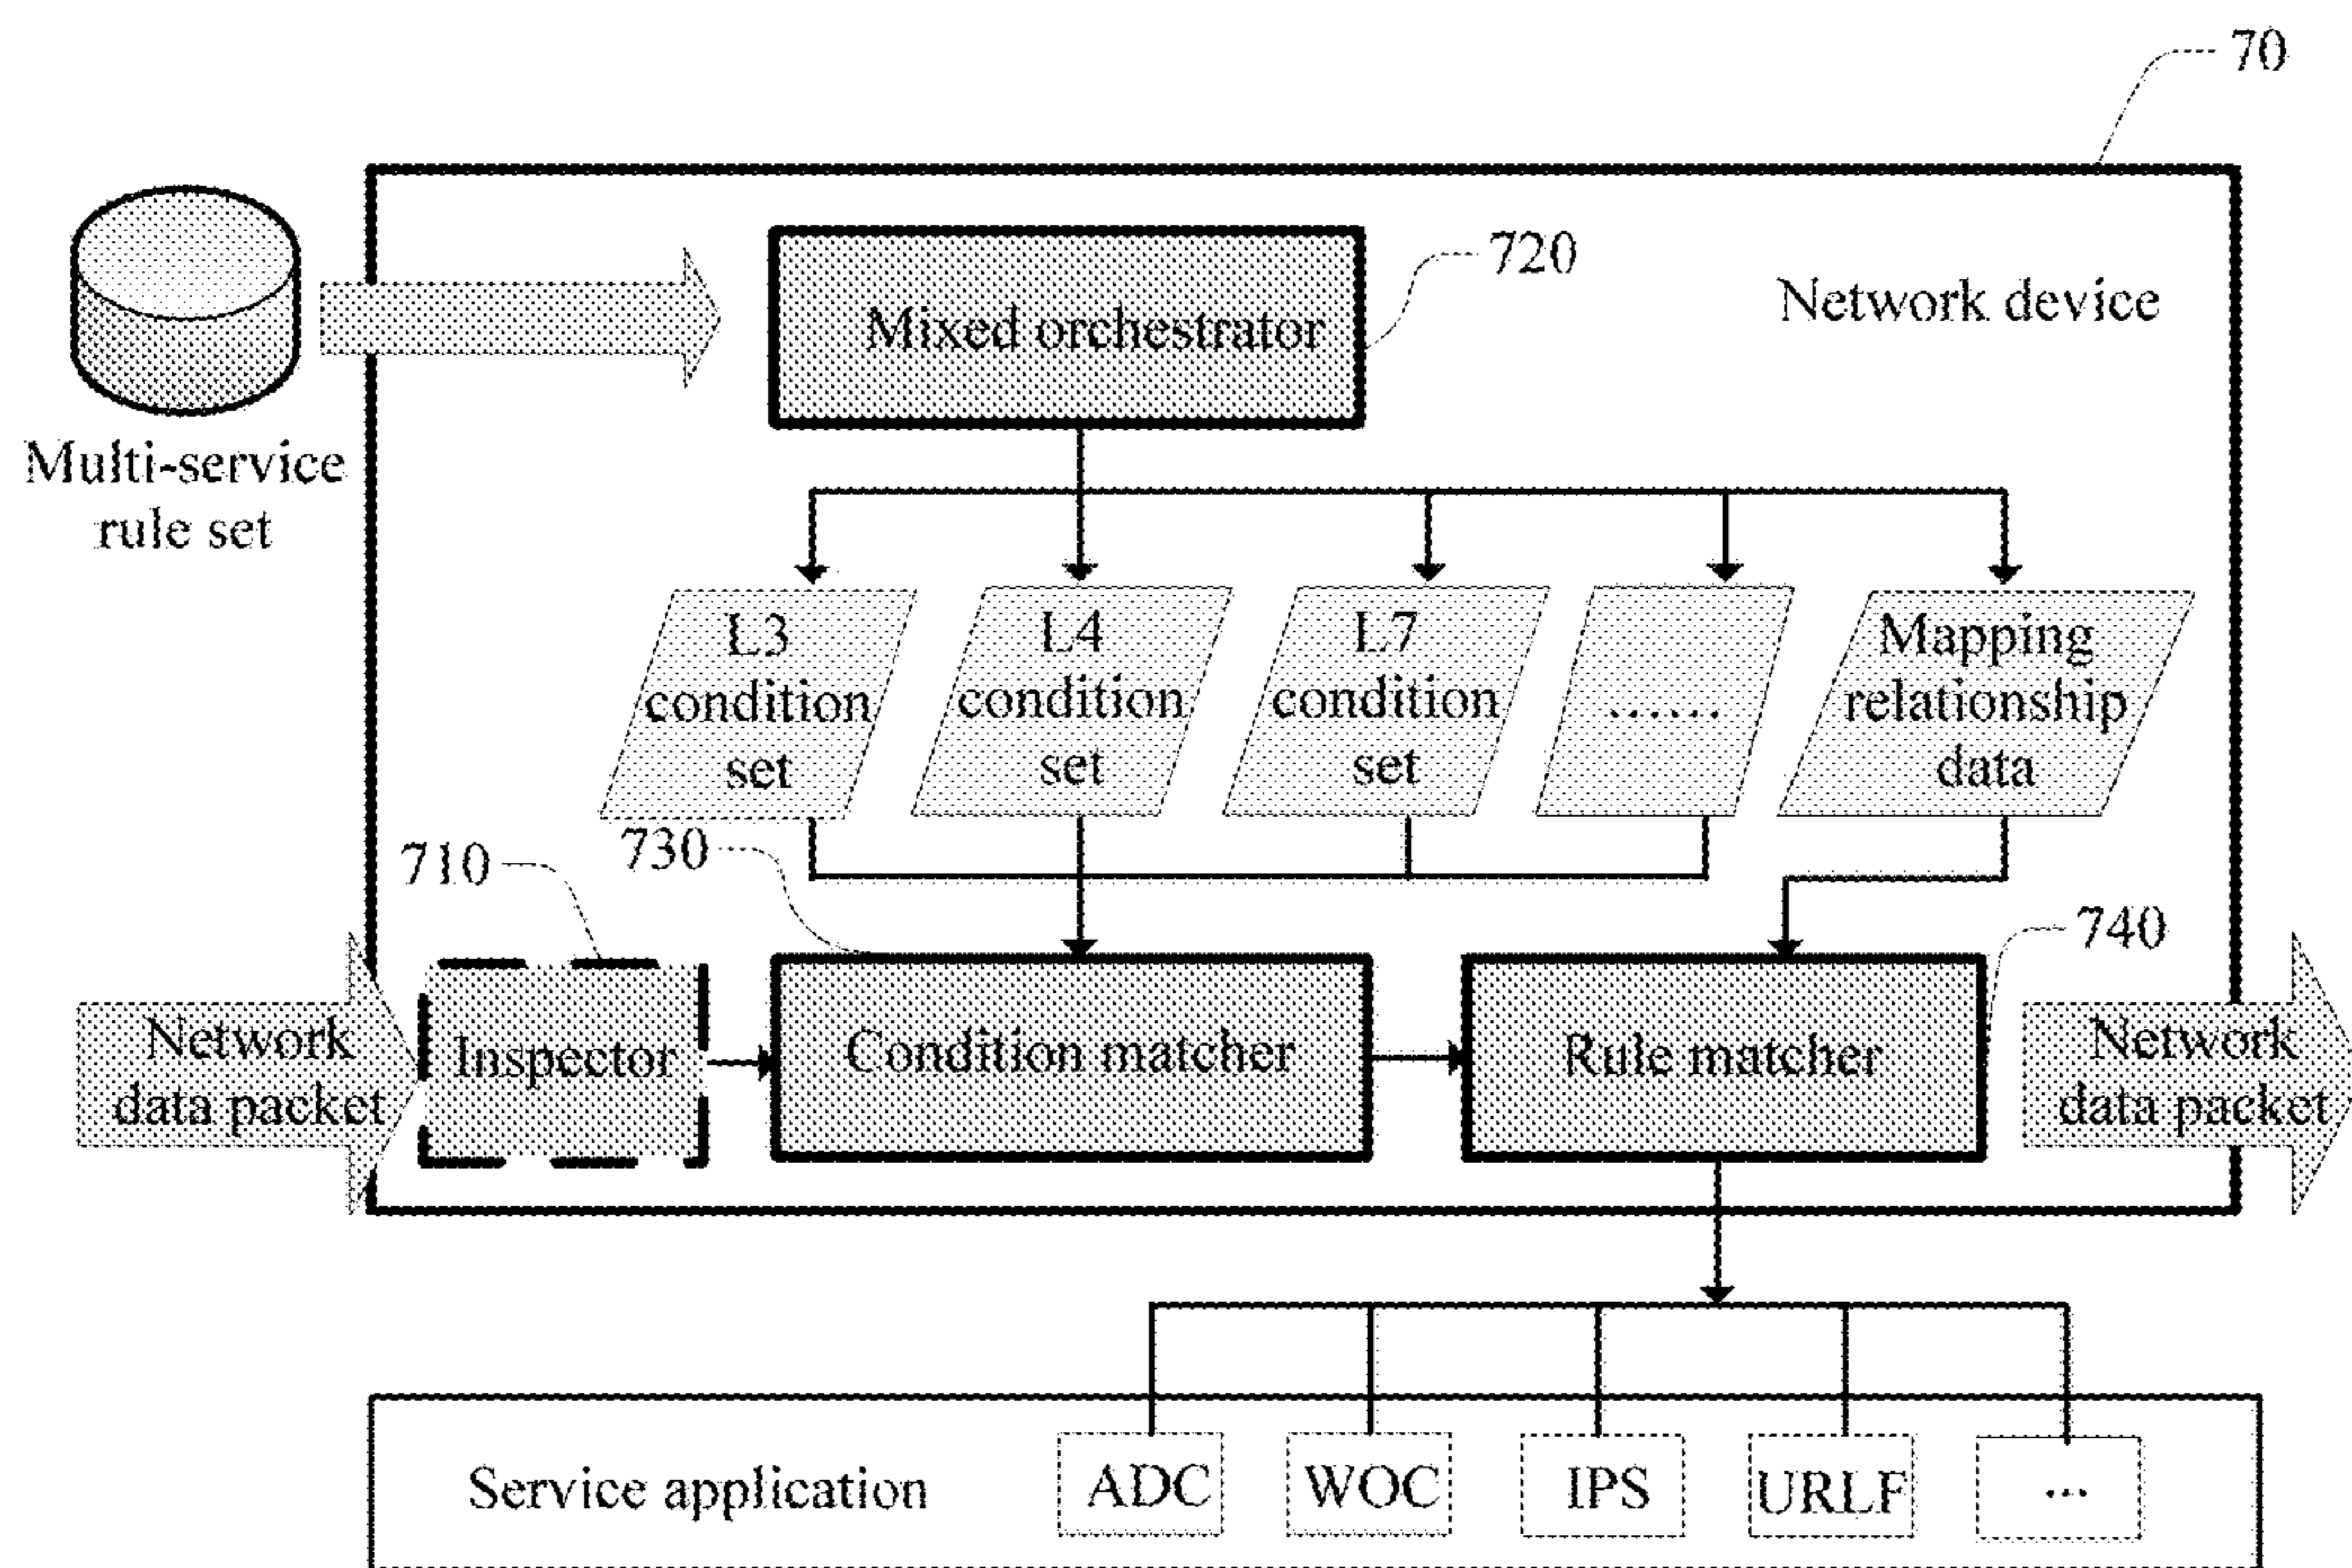 70
720
Mixed orchestrator
Network device
Multi-service
rule set
L3
condition
set
L4
condition
set
L7
condition
set
......
Mapping
relationship
data
710
730
740
Network
data packet
Inspector
Condition matcher
Rule matcher
Network
data packet
Service application
ADC
WOC
IPS
URLF
...